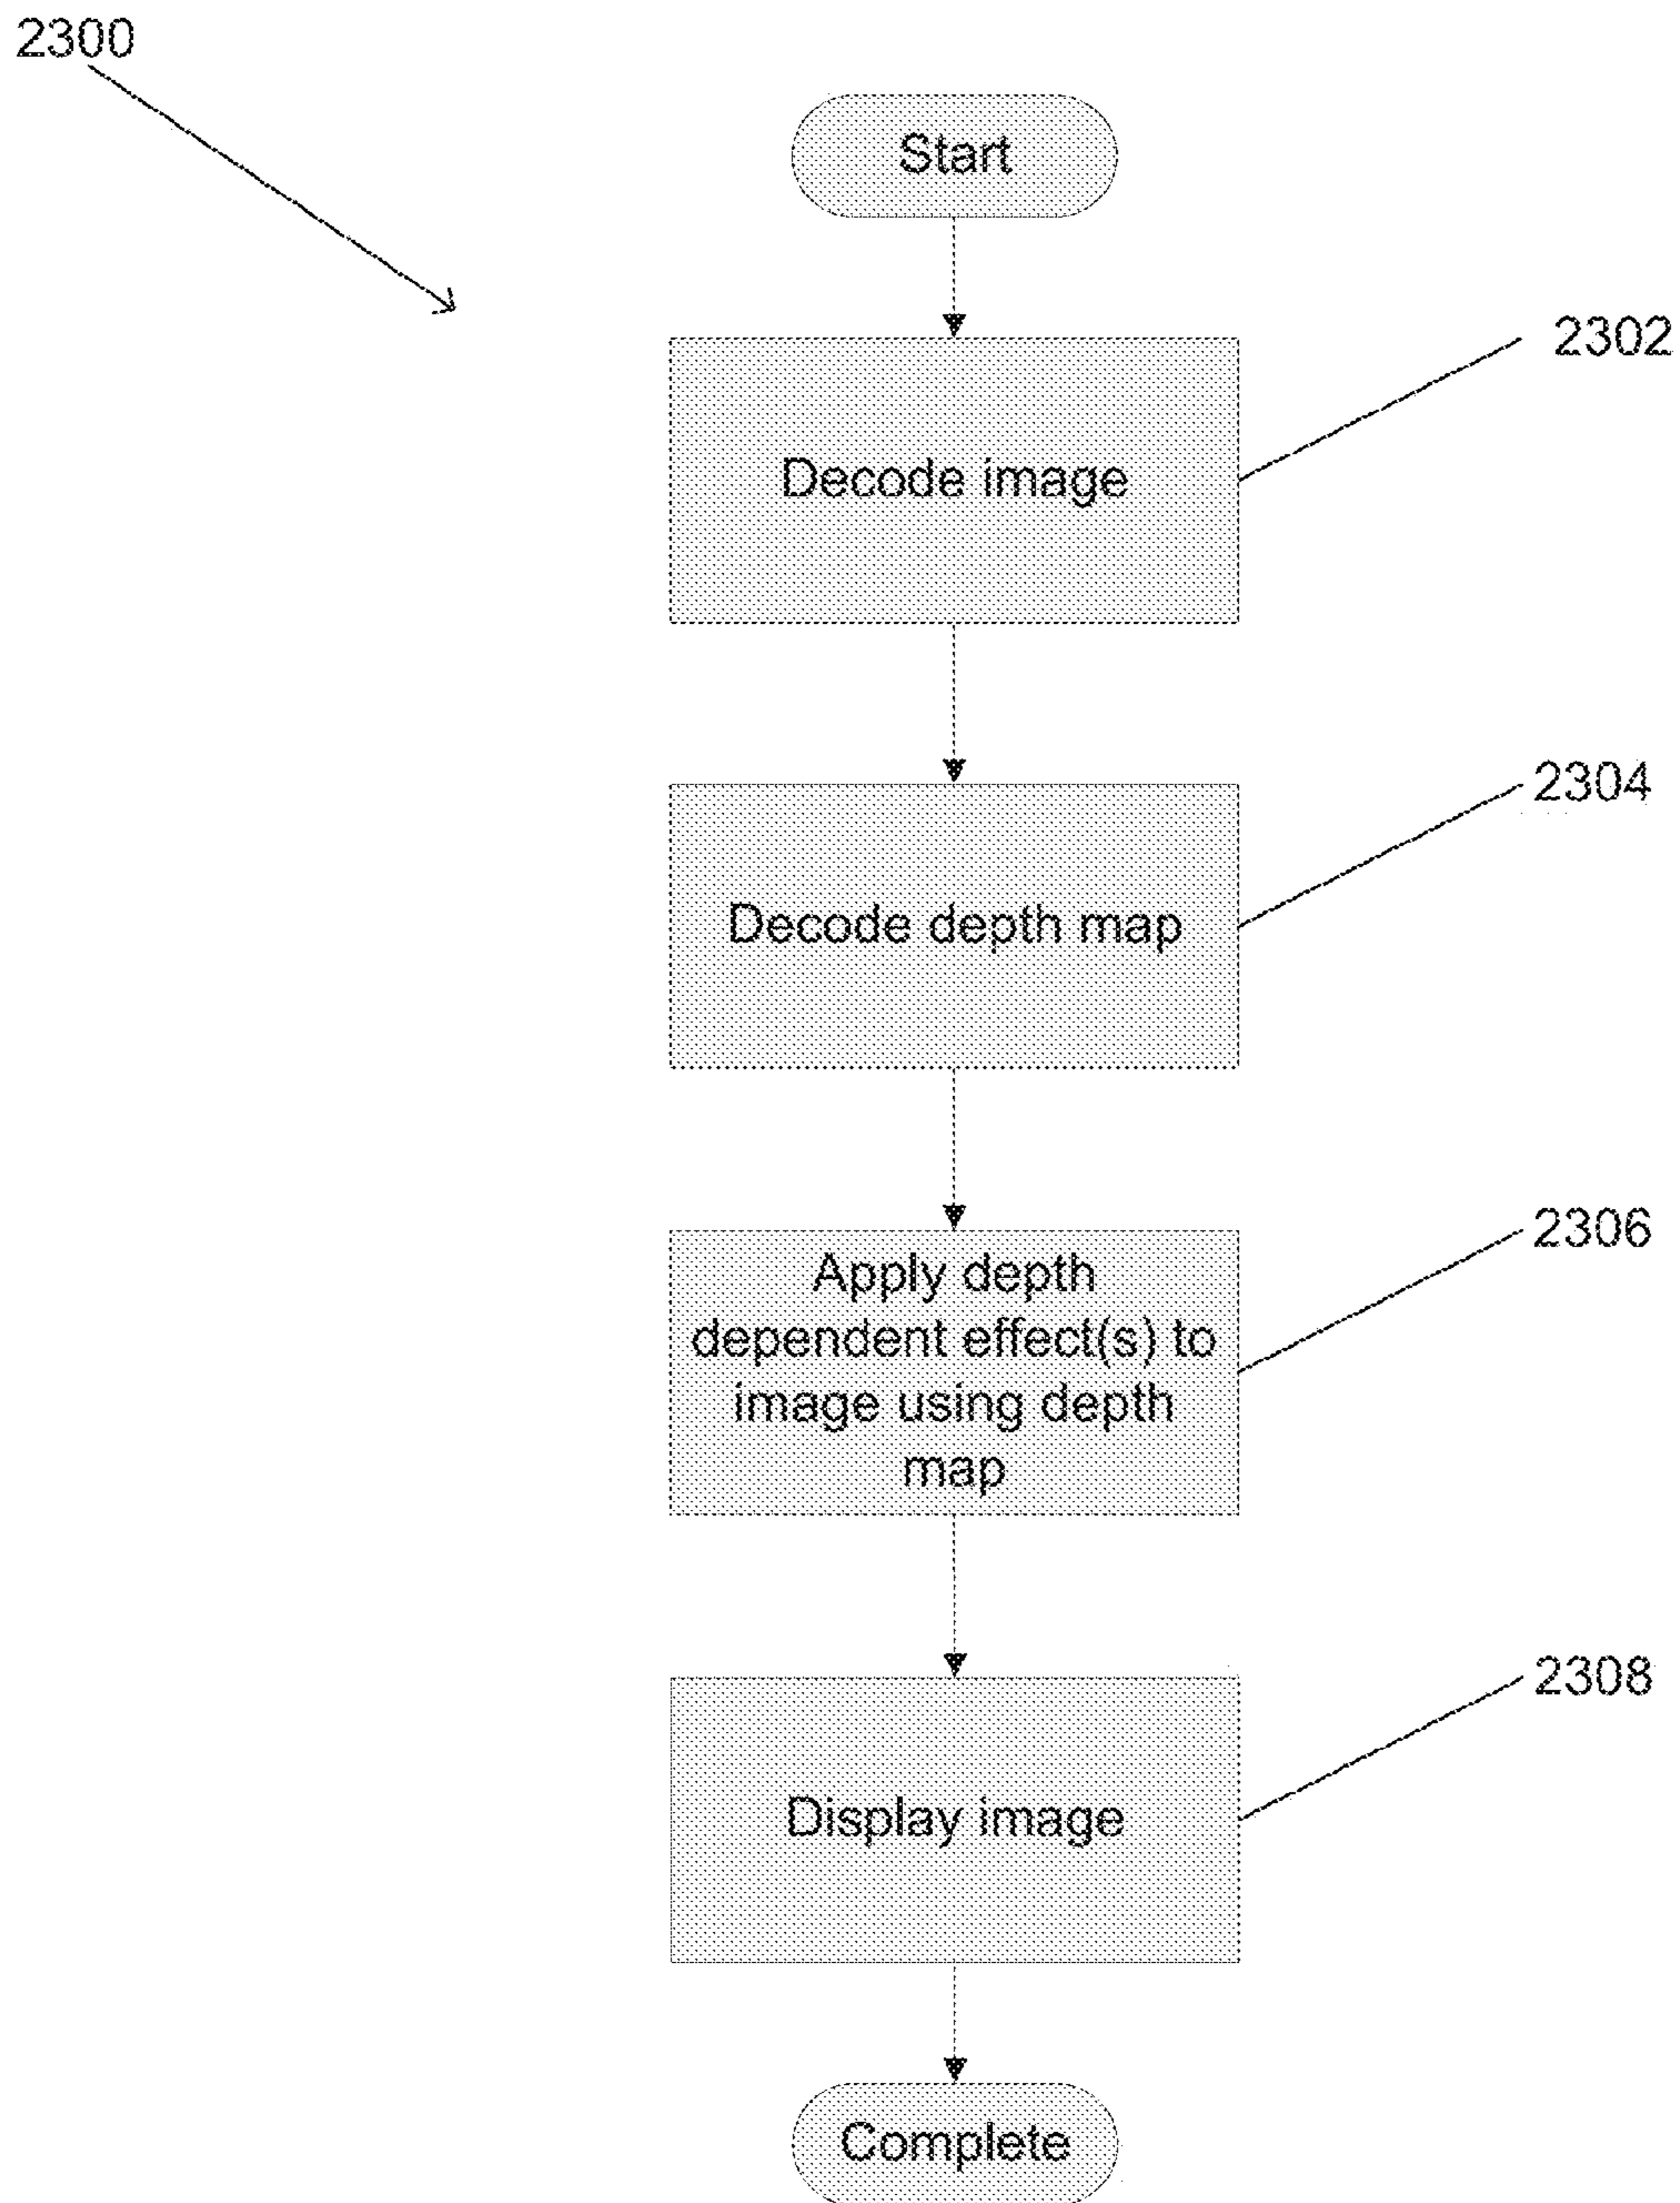 2300
Start
2302
Decode image
2304
Decode depth map
2306
Apply depth
dependent effect(s) to
image using depth
map
2308
Display image
Complete